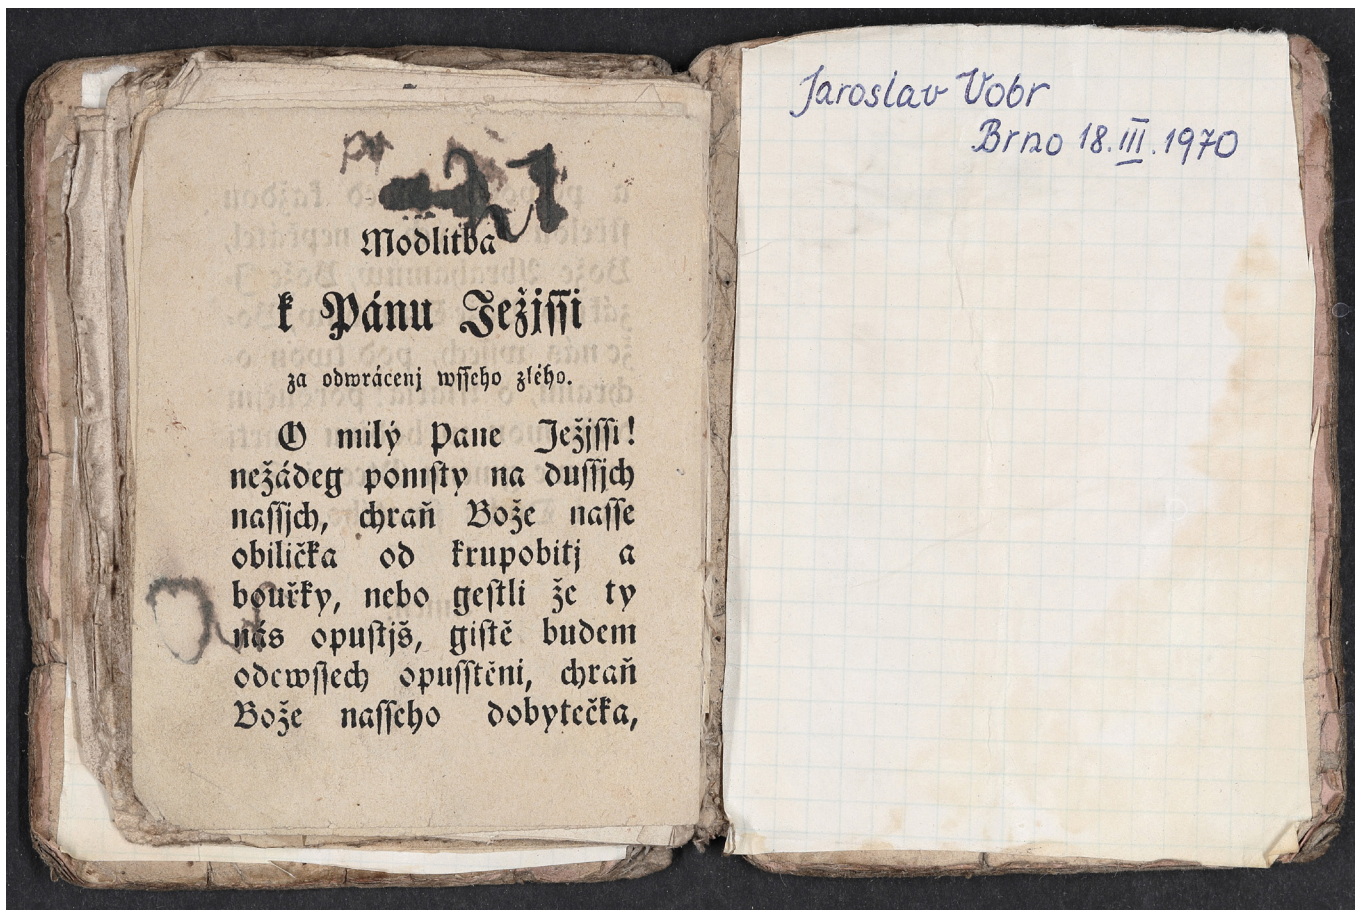 Modlitba
k Pánu Ježjſſi
za odwrácenj wſſeho zlého.
O milý Pane Ježjſſi!
nežádeg pomſty na duſſjch
naſſjch, chraň Bože naſſe
obilička od krupobitj a
bouřky, nebo geſtli že ty
nás opuſtjš, giſtě budem
odewſſech opuſſtěni, chraň
Bože naſſeho dobytečka,
Jaroslav Vobr
Brno 18.III.1970